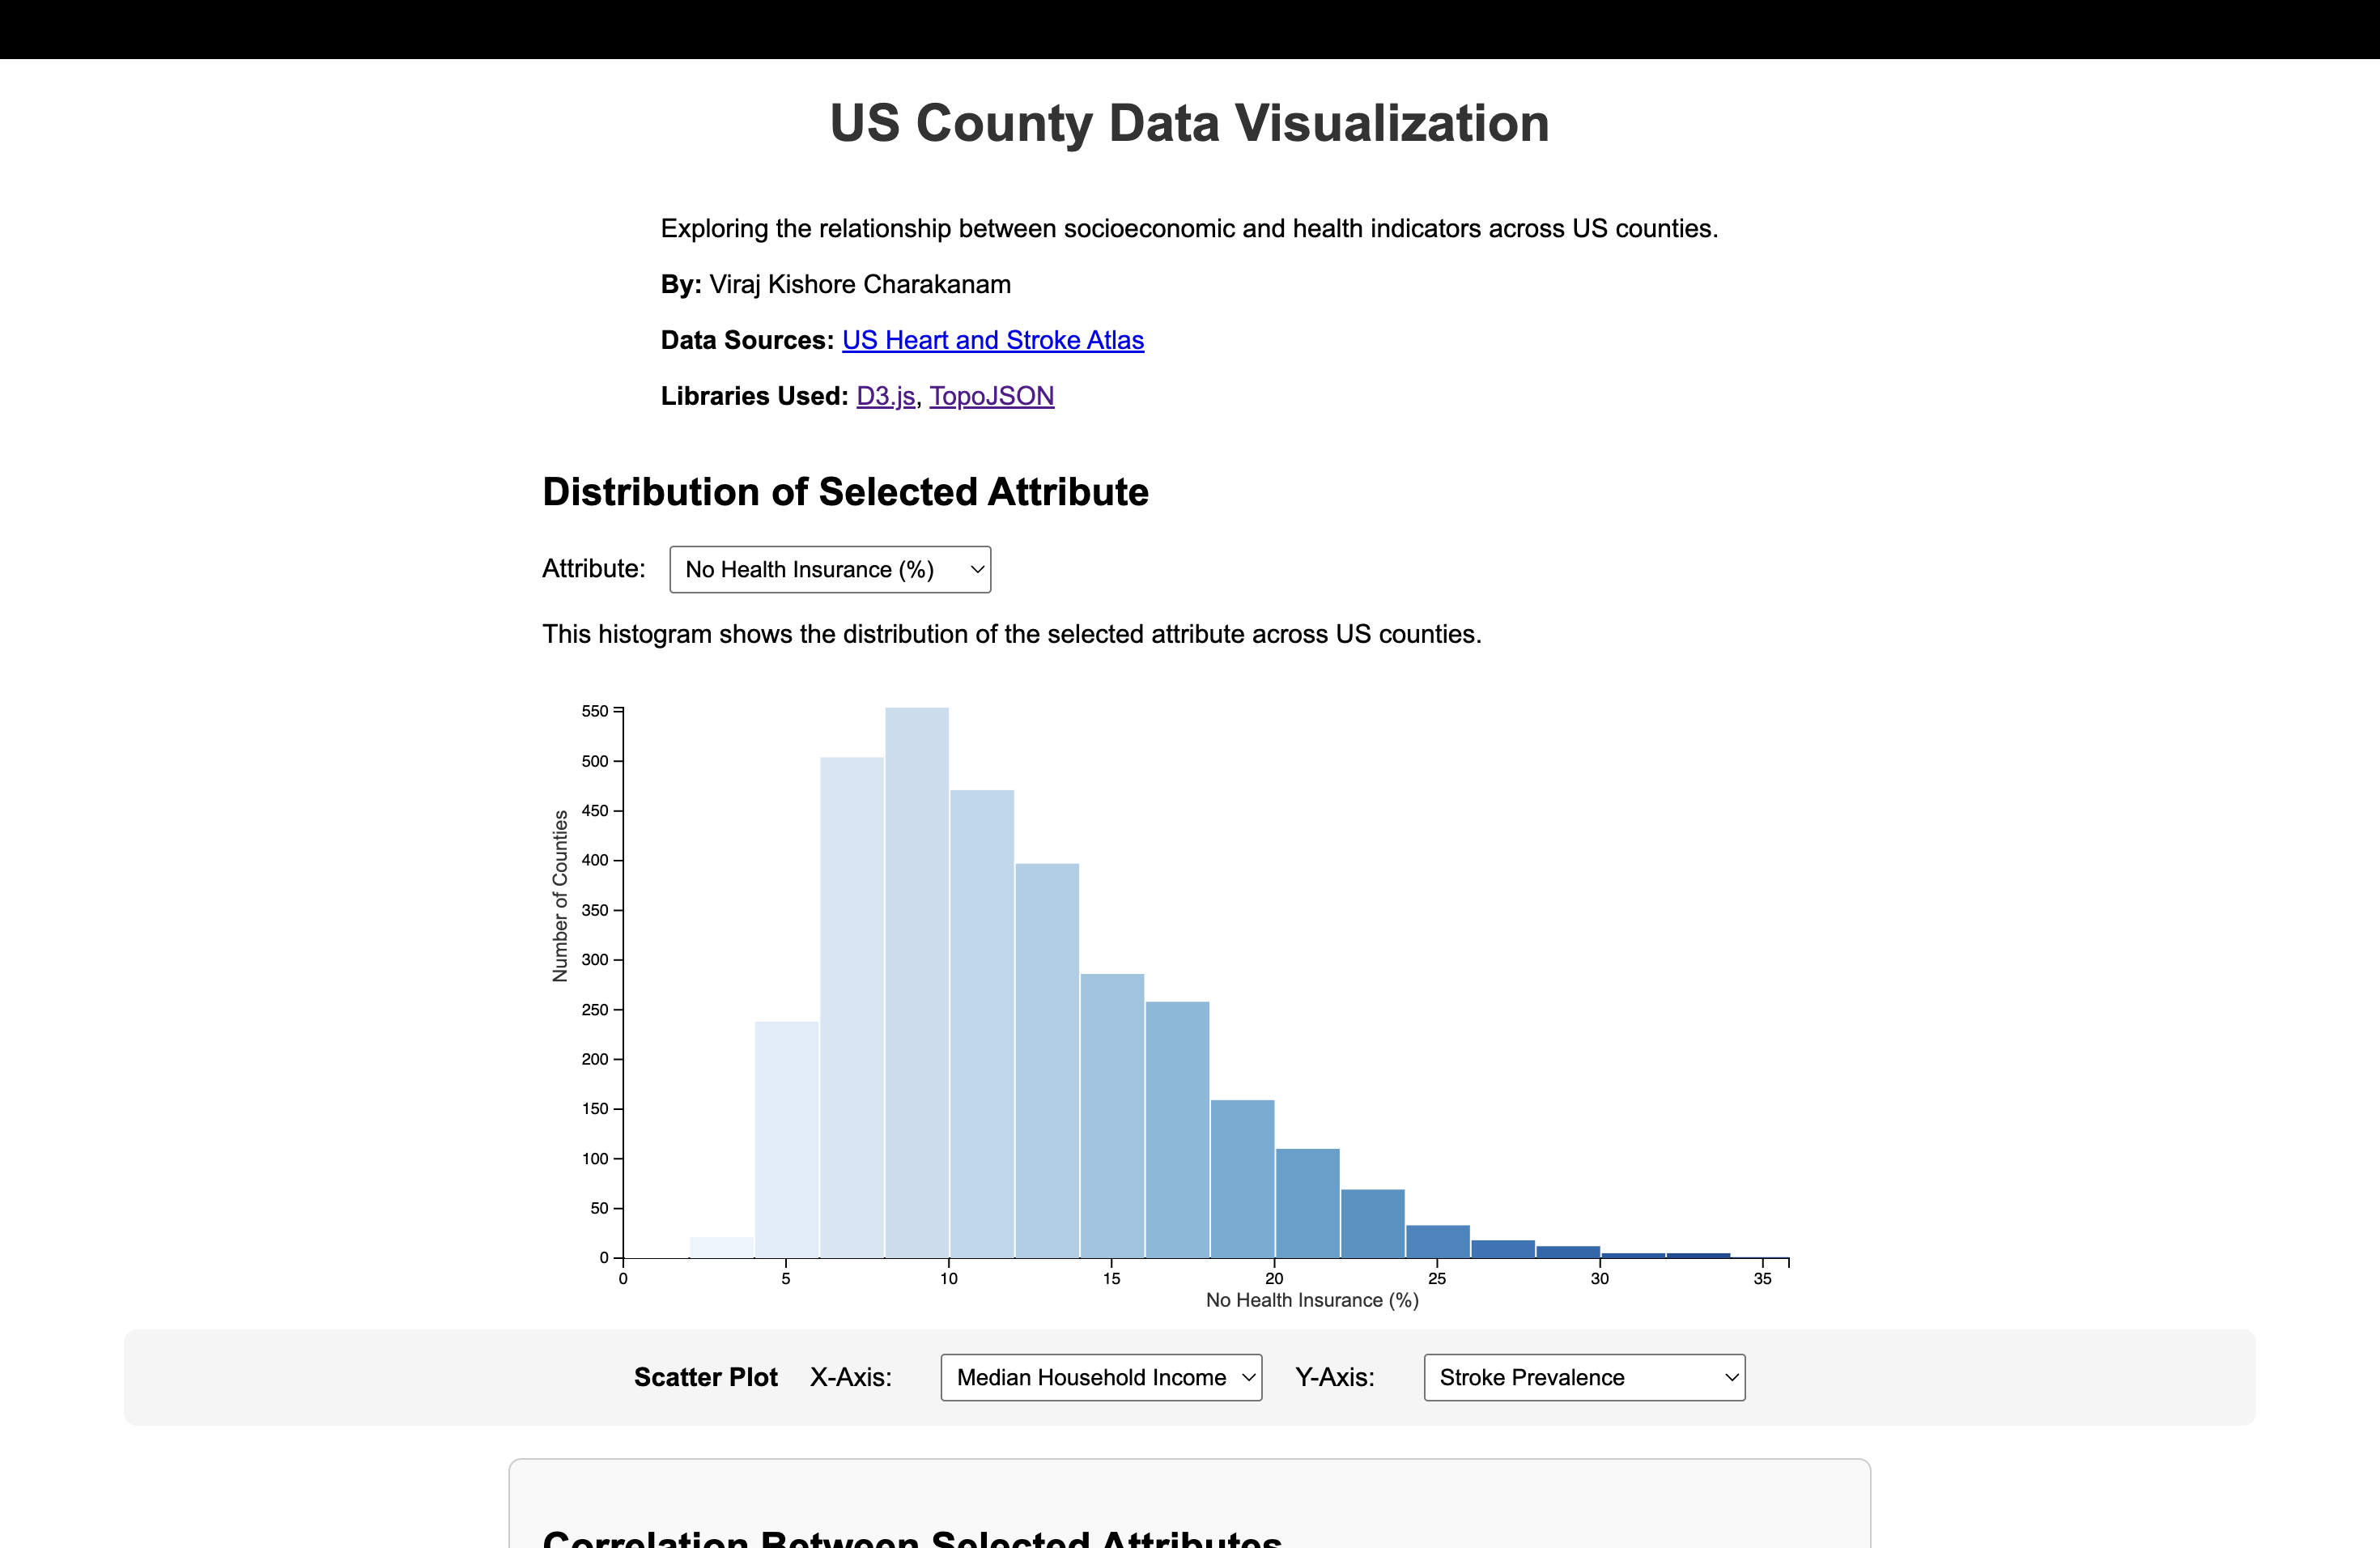 US County Data Visualization
Exploring the relationship between socioeconomic and health indicators across US counties.
By: Viraj Kishore Charakanam
Data Sources: US Heart and Stroke Atlas
Libraries Used: D3.js, TopoJSON
Distribution of Selected Attribute
Attribute: No Health Insurance (%)
This histogram shows the distribution of the selected attribute across US counties.
Number of Counties
550
500
450
400
350
300
250
200
150
100
50
0
0 5 10 15 20 25 30 35
No Health Insurance (%)
Scatter Plot X-Axis: Median Household Income Y-Axis: Stroke Prevalence
Correlation Between Selected Attributes